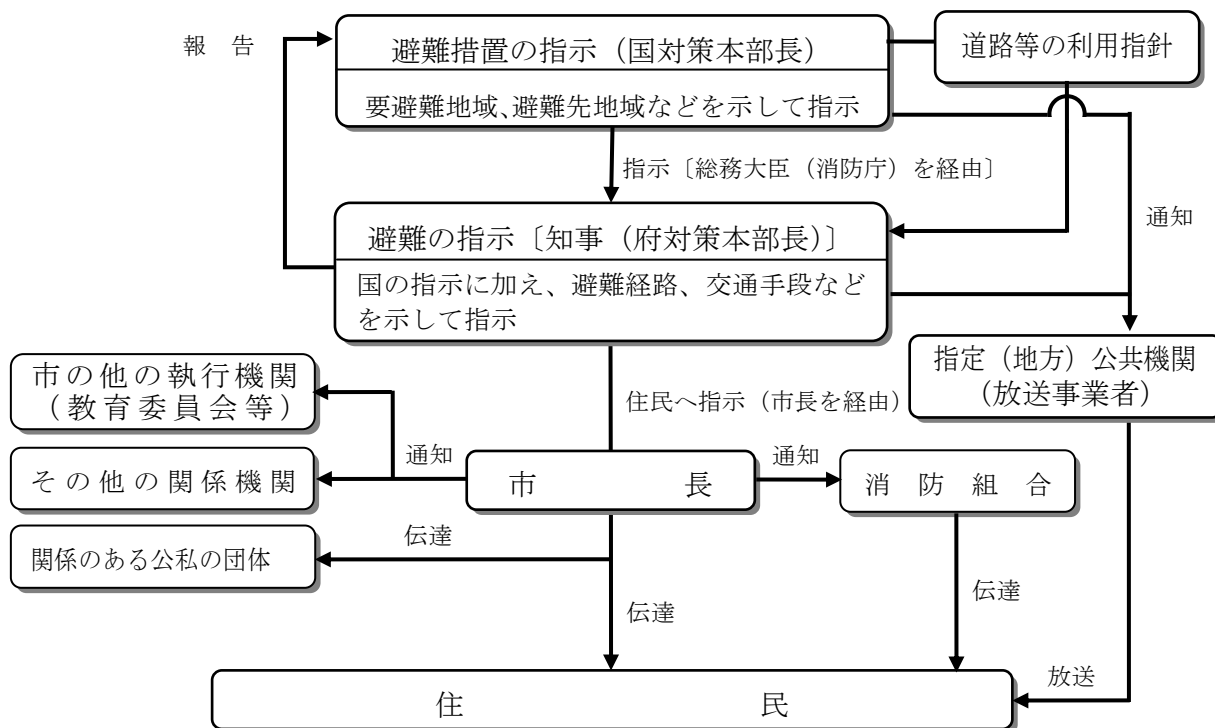 報 告
避難措置の指示（国対策本部長）
道路等の利用指針
要避難地域、避難先地域などを示して指示
指示〔総務大臣（消防庁）を経由〕
通知
避難の指示〔知事（府対策本部長）〕
国の指示に加え、避難経路、交通手段など
を示して指示
市の他の執行機関
（教育委員会等）
住民へ指示（市長を経由）
指定（地方）公共機関
（放送事業者）
通知
通知
その他の関係機関
市 長
消 防 組 合
関係のある公私の団体
伝達
伝達
伝達
放送
住 民